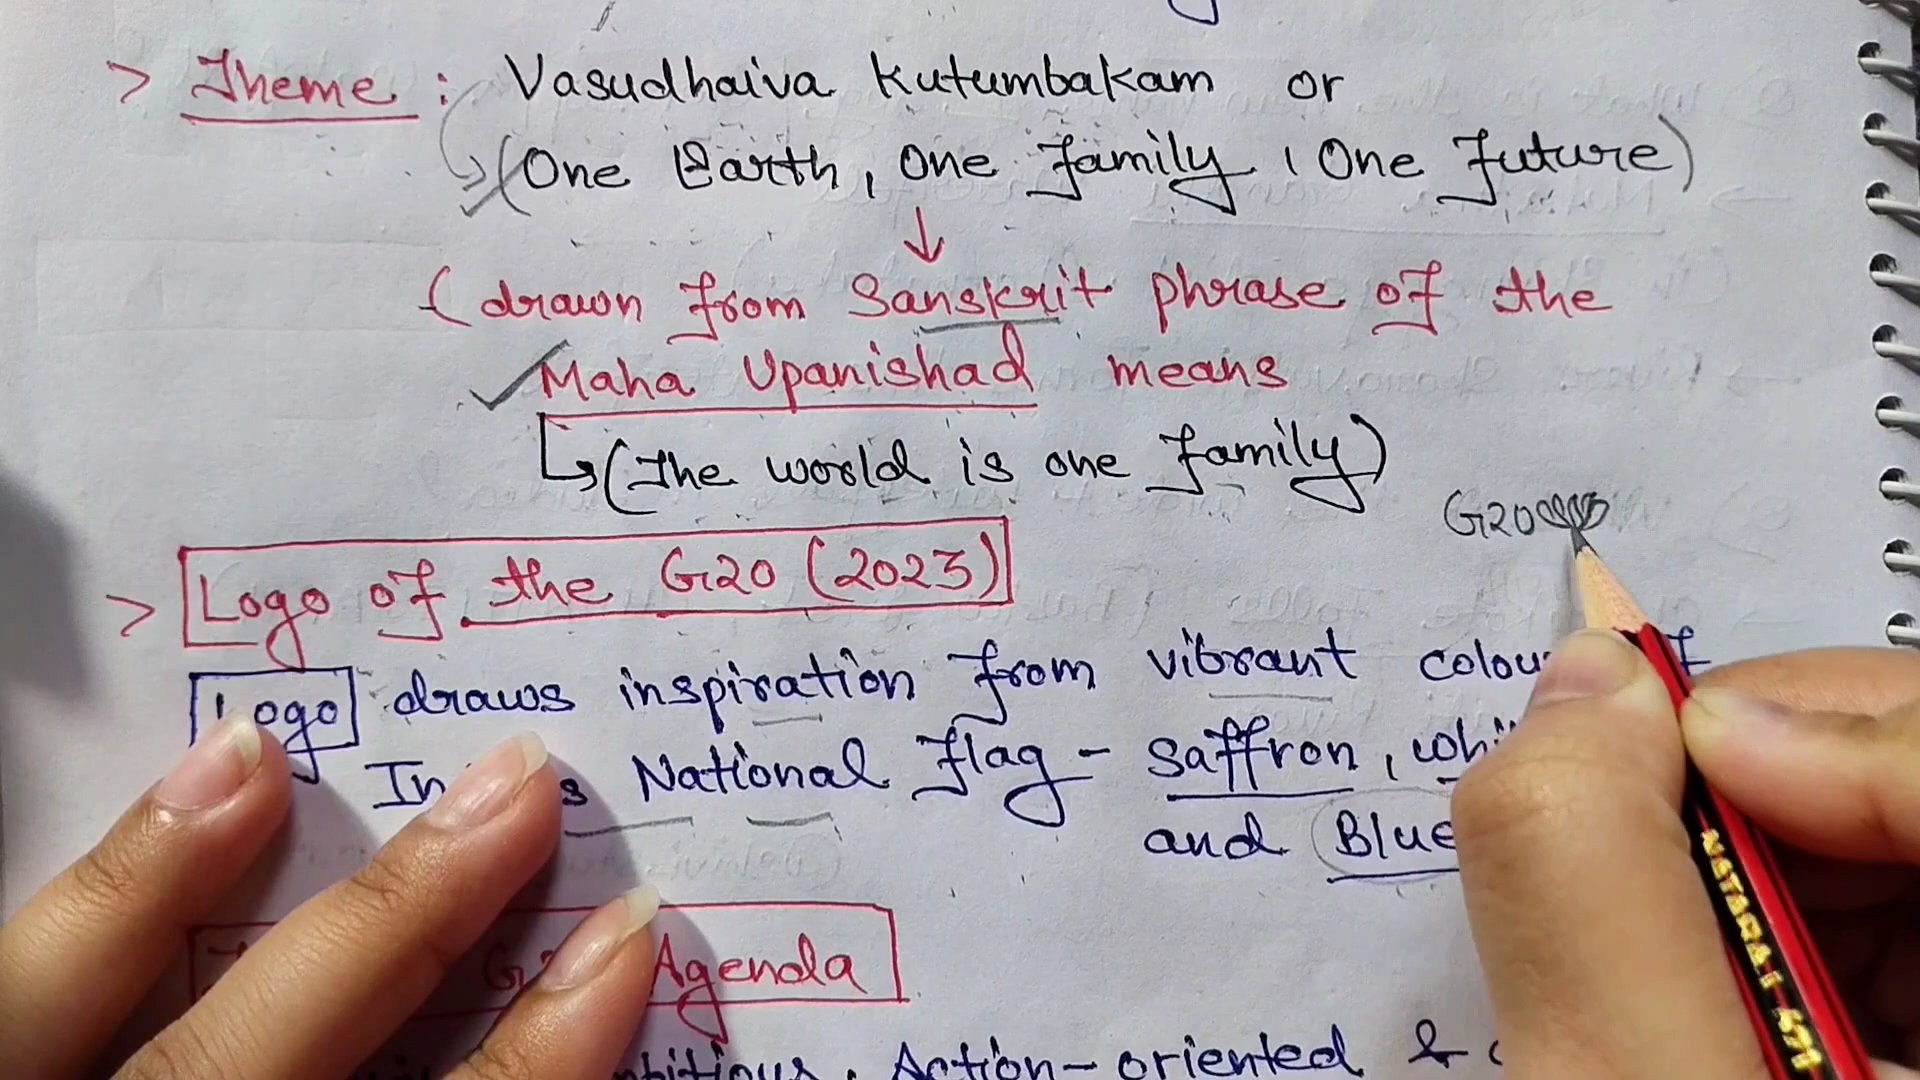 > Theme : Vasudhaiva Kutumbakam or
(One Earth, One Family, One Future)
(drawn from Sanskrit phrase of the
Maha Upanishad means
(The world is one family)
G20
> Logo of the G20 (2023)
Logo draws inspiration from vibrant
National Flag - saffron,
and Blue
Agenda
Action-oriented &
NATARAJ 621